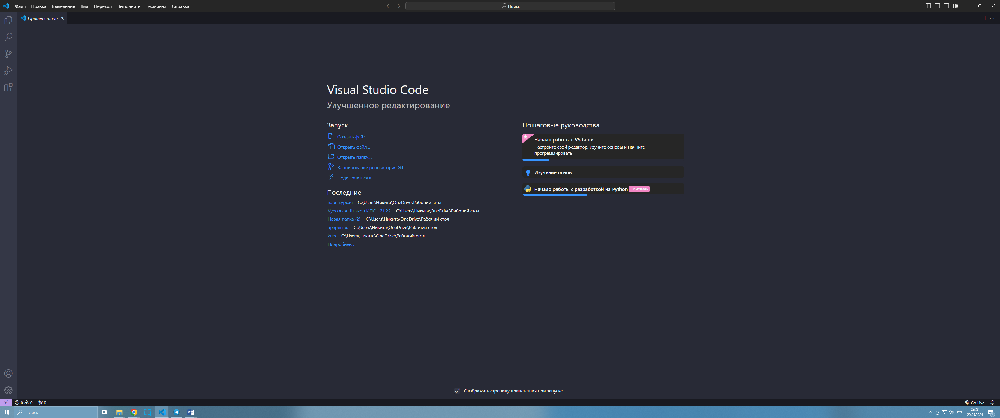 Файл Правка Выделение Вид Переход Выполнить Терминал Справка
Поиск
Приветствие
Visual Studio Code
Улучшенное редактирование
Запуск
Создать файл...
Открыть файл...
Открыть папку...
Клонирование репозитория Git...
Подключиться к...
Последние
варя курсач C:\Users\Никита\OneDrive\Рабочий стол
Курсовая Штыков ИПС - 21.22 C:\Users\Никита\OneDrive\Рабочий стол
Новая папка (2) C:\Users\Никита\OneDrive\Рабочий стол
арврлыво C:\Users\Никита\OneDrive\Рабочий стол
kurs C:\Users\Никита\OneDrive\Рабочий стол
Подробнее...
Пошаговые руководства
Начало работы с VS Code
Настройте свой редактор, изучите основы и начните
программировать
Изучение основ
Начало работы с разработкой на Python Обновлен
Отображать страницу приветствия при запуске
0 0 0
Go Live
Поиск
РУС
23:33
20.05.2024
3